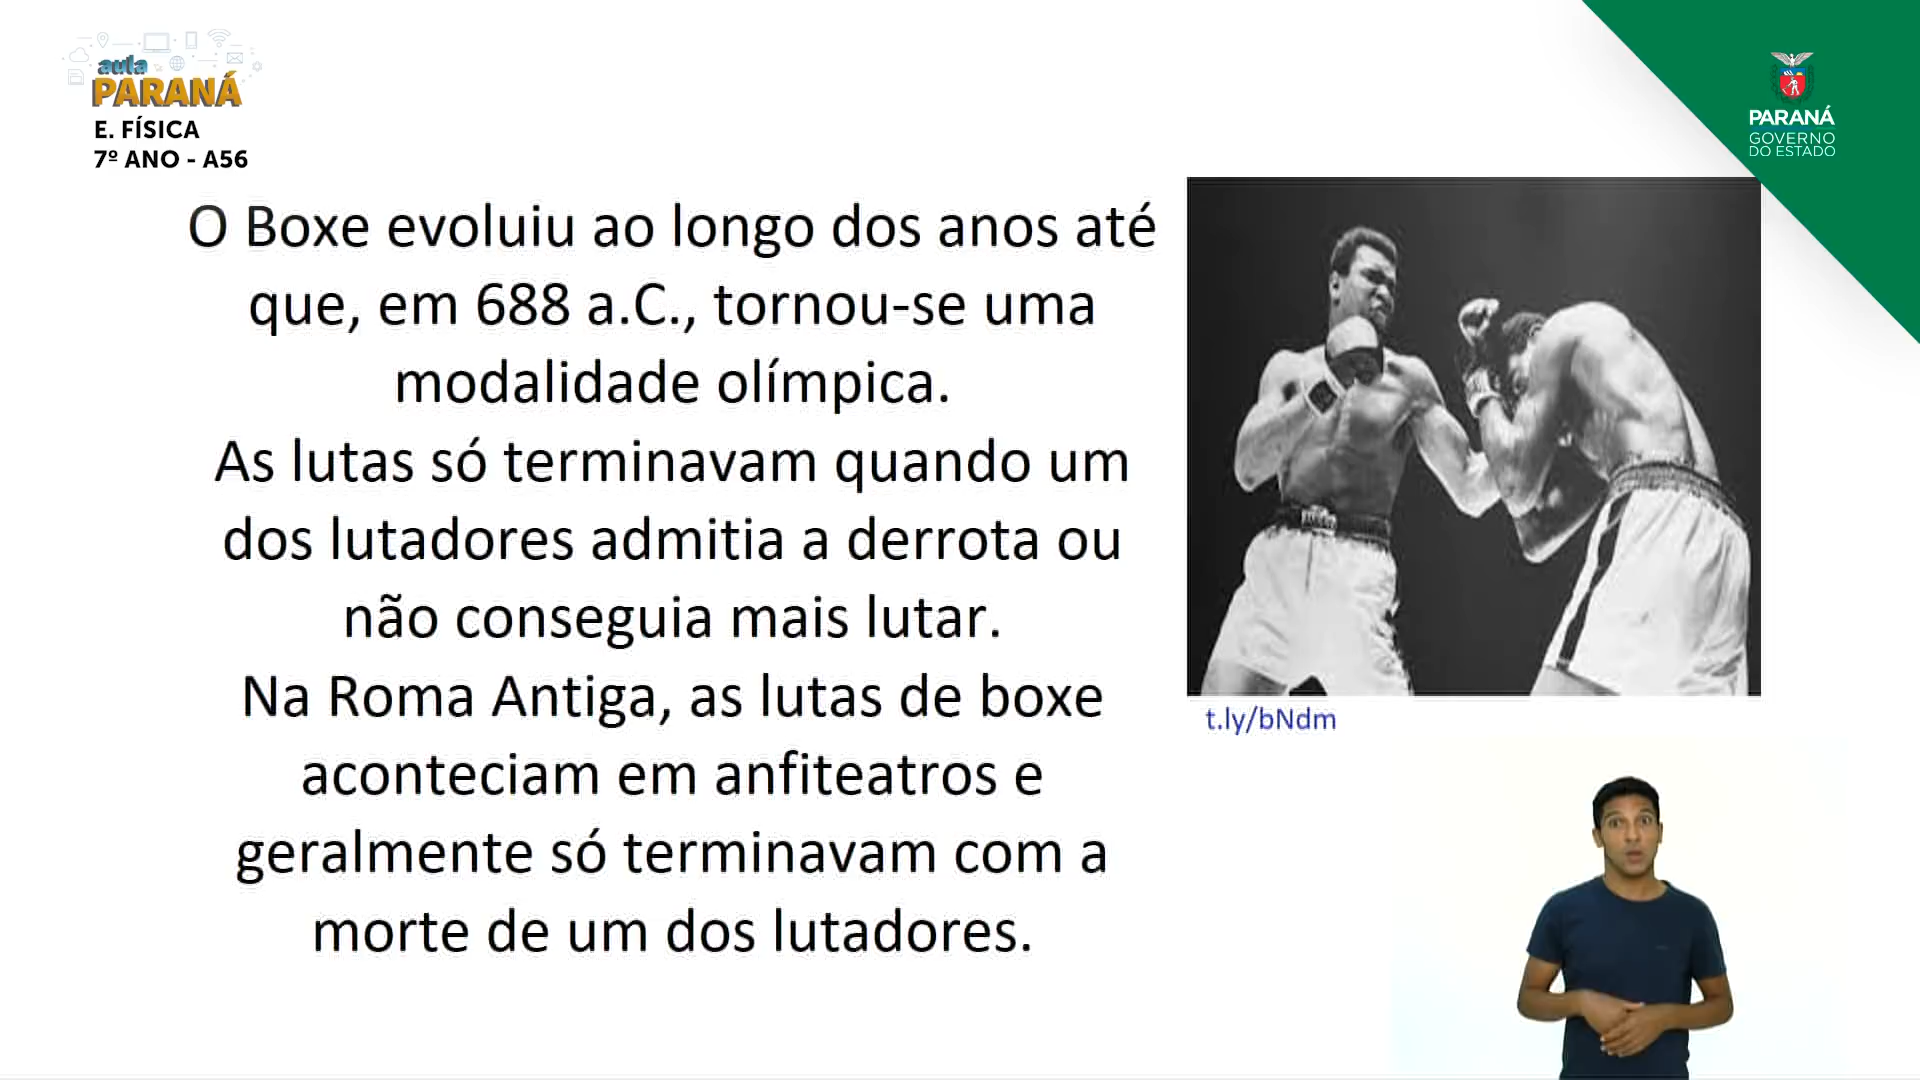 aula
PARANÁ
E. FÍSICA
7º ANO - A56
PARANÁ
GOVERNO
DO ESTADO
O Boxe evoluiu ao longo dos anos até
que, em 688 a.C., tornou-se uma
modalidade olímpica.
As lutas só terminavam quando um
dos lutadores admitia a derrota ou
não conseguia mais lutar.
Na Roma Antiga, as lutas de boxe
aconteciam em anfiteatros e
geralmente só terminavam com a
morte de um dos lutadores.
t.ly/bNdm